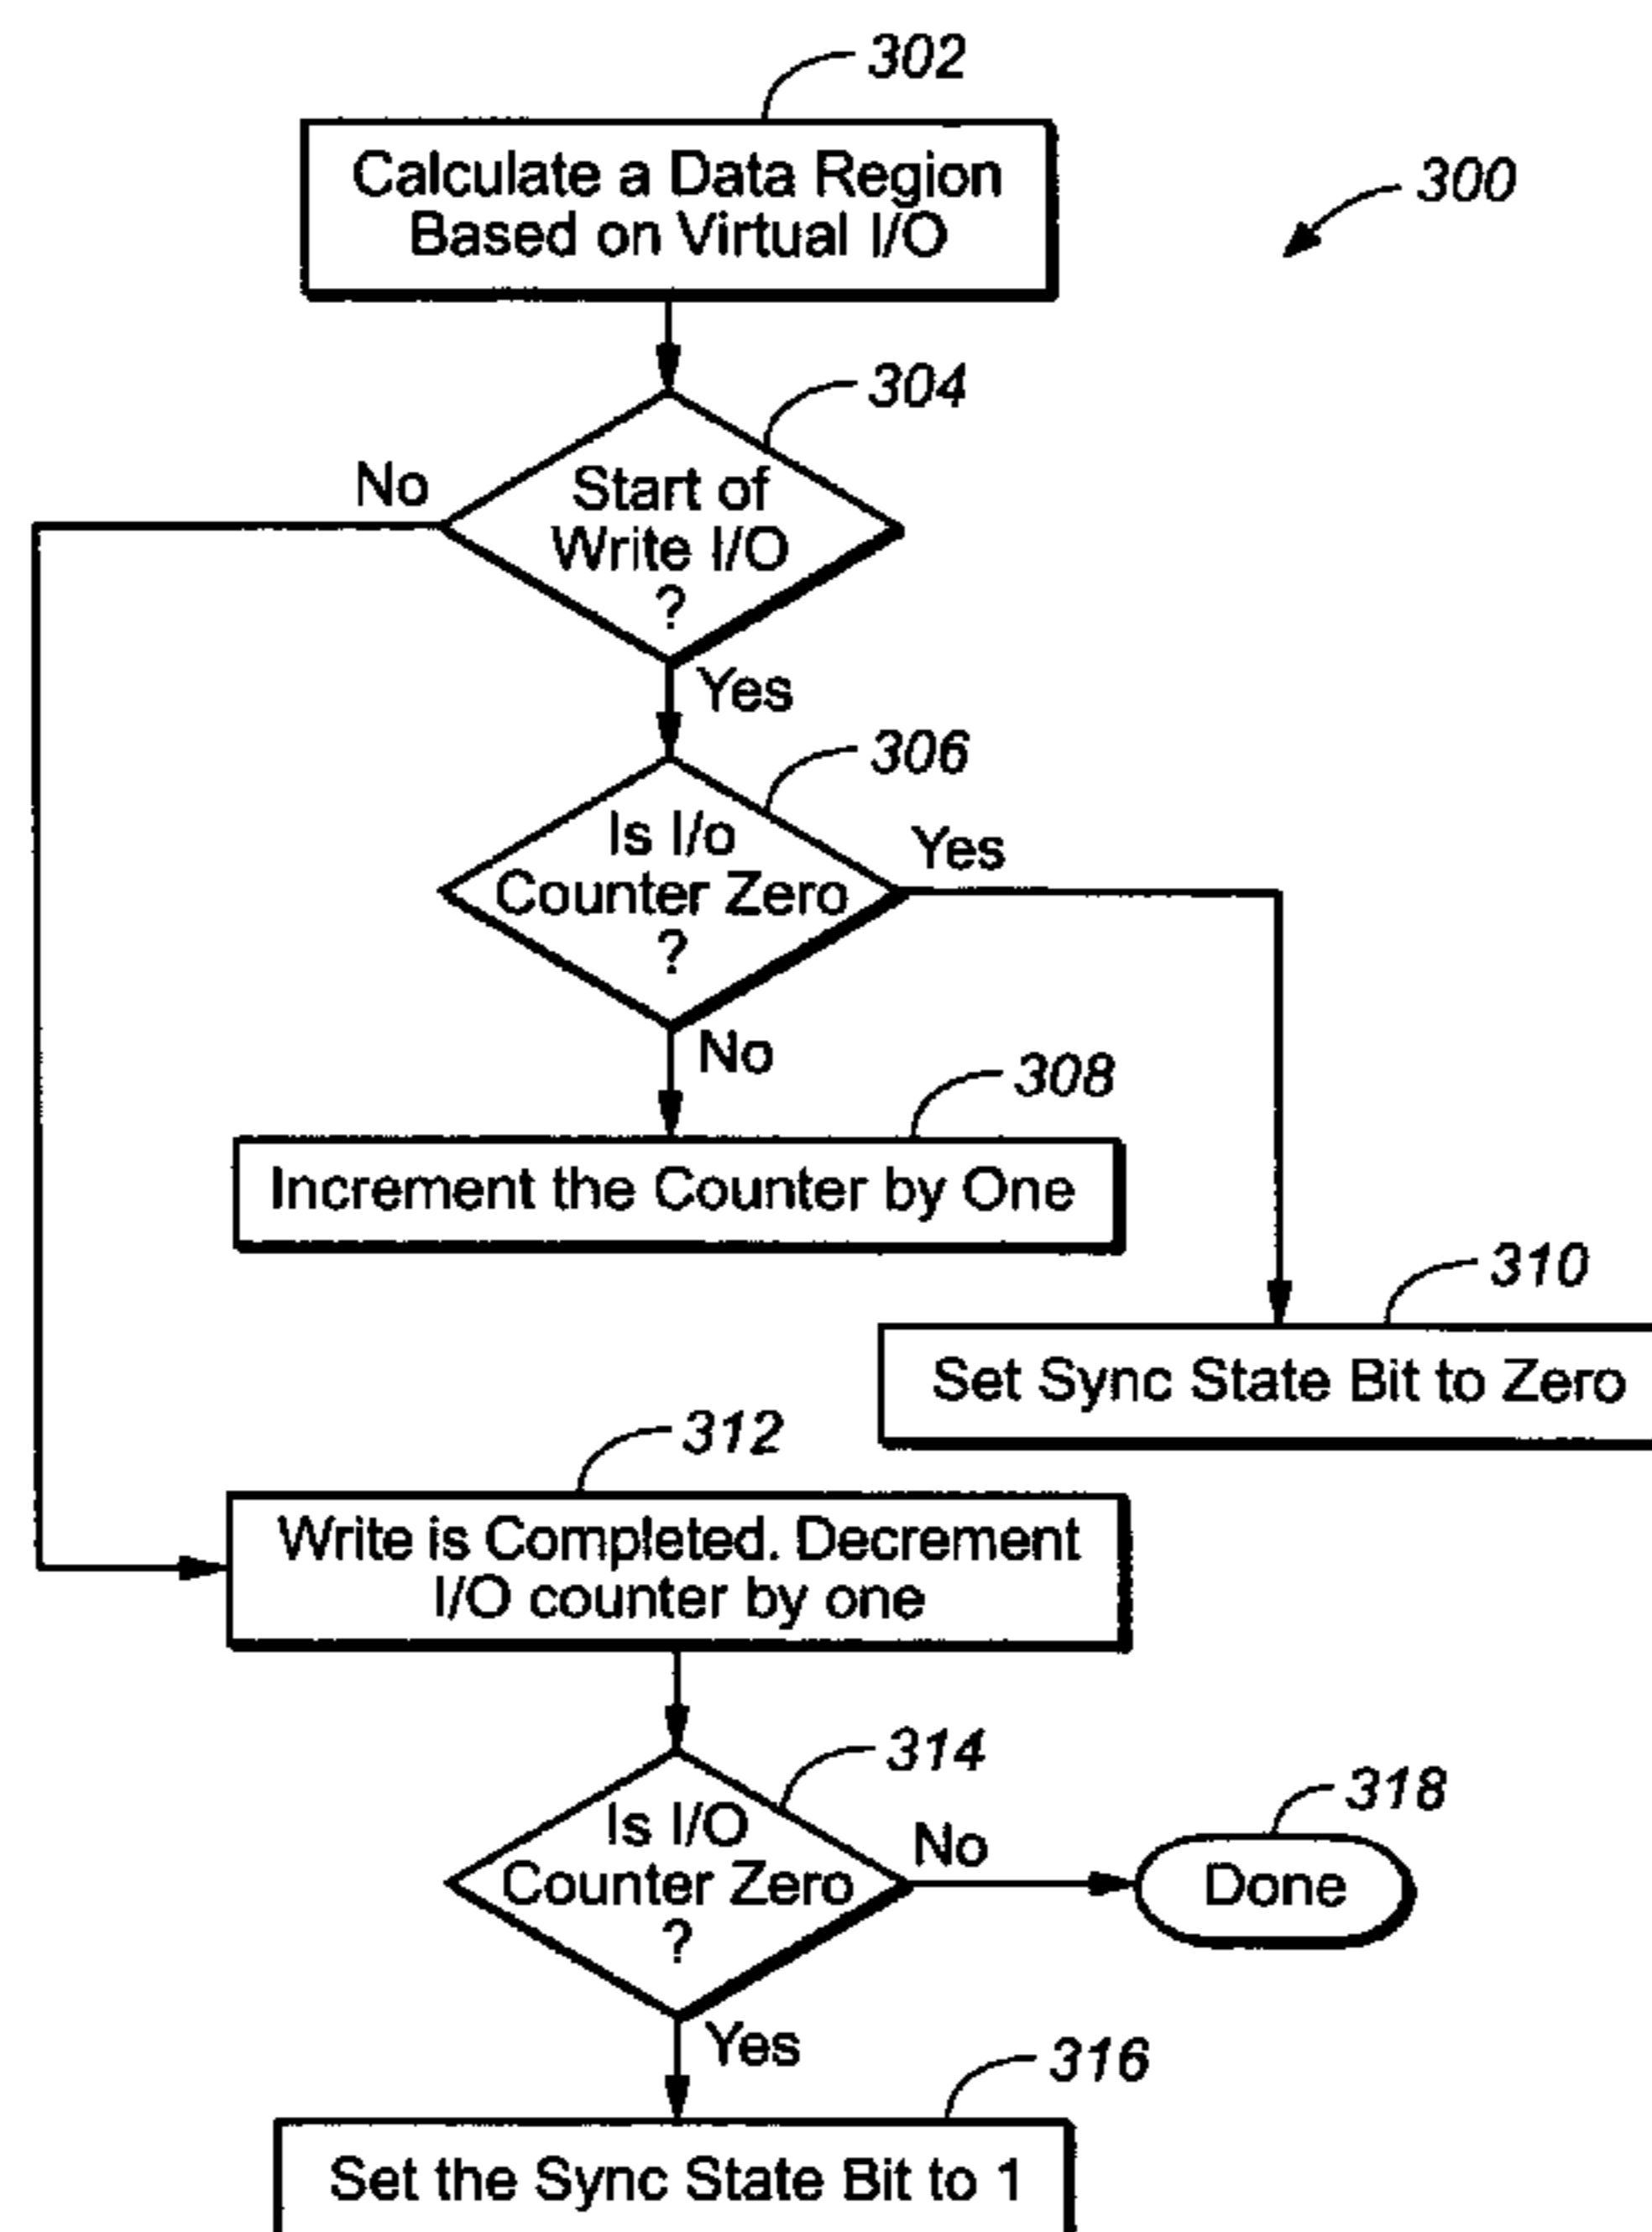 302
Calculate a Data Region
Based on Virtual I/O
300
304
No
Start of
Write I/O
?
Yes
306
Is I/o
Counter Zero
?
Yes
No
308
Increment the Counter by One
310
Set Sync State Bit to Zero
312
Write is Completed. Decrement
I/O counter by one
314
Is I/O
Counter Zero
?
No
318
Done
Yes
316
Set the Sync State Bit to 1